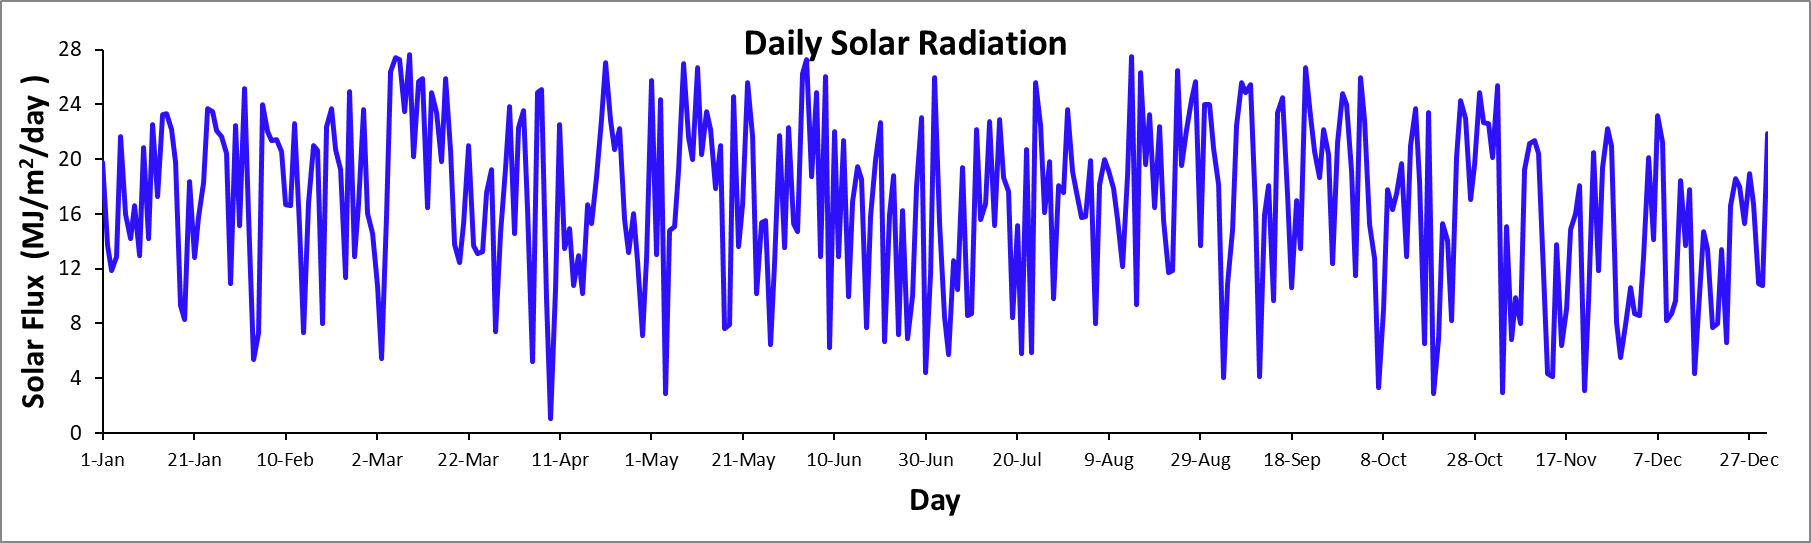 Daily Solar Radiation
Solar Flux (MJ/m²/day )
28
24
20
16
12
8
4
0
1-Jan 21-Jan 10-Feb 2-Mar 22-Mar 11-Apr 1-May 21-May 10-Jun 30-Jun 20-Jul 9-Aug 29-Aug 18-Sep 8-Oct 28-Oct 17-Nov 7-Dec 27-Dec
Day